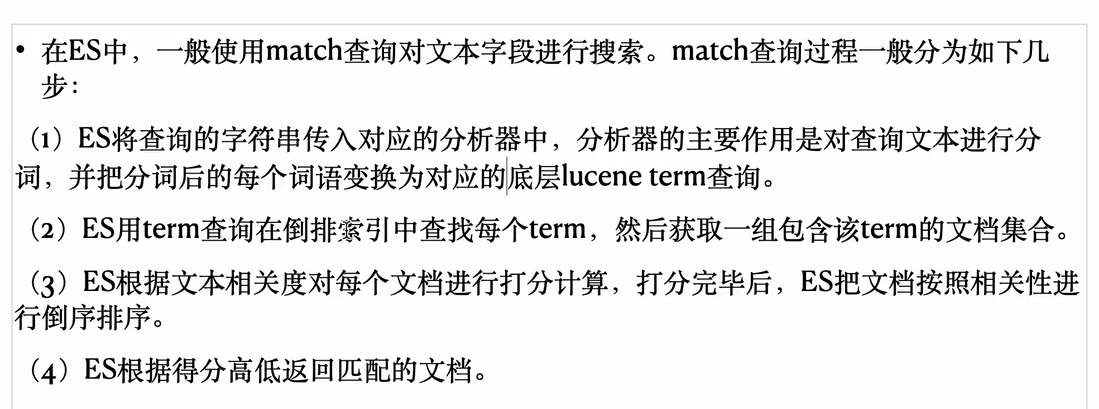 • 在ES中，一般使用match查询对文本字段进行搜索。match查询过程一般分为如下几
步：
（1）ES将查询的字符串传入对应的分析器中，分析器的主要作用是对查询文本进行分
词，并把分词后的每个词语变换为对应的底层lucene term查询。
（2）ES用term查询在倒排索引中查找每个term，然后获取一组包含该term的文档集合。
（3）ES根据文本相关度对每个文档进行打分计算，打分完毕后，ES把文档按照相关性进
行倒序排序。
（4）ES根据得分高低返回匹配的文档。